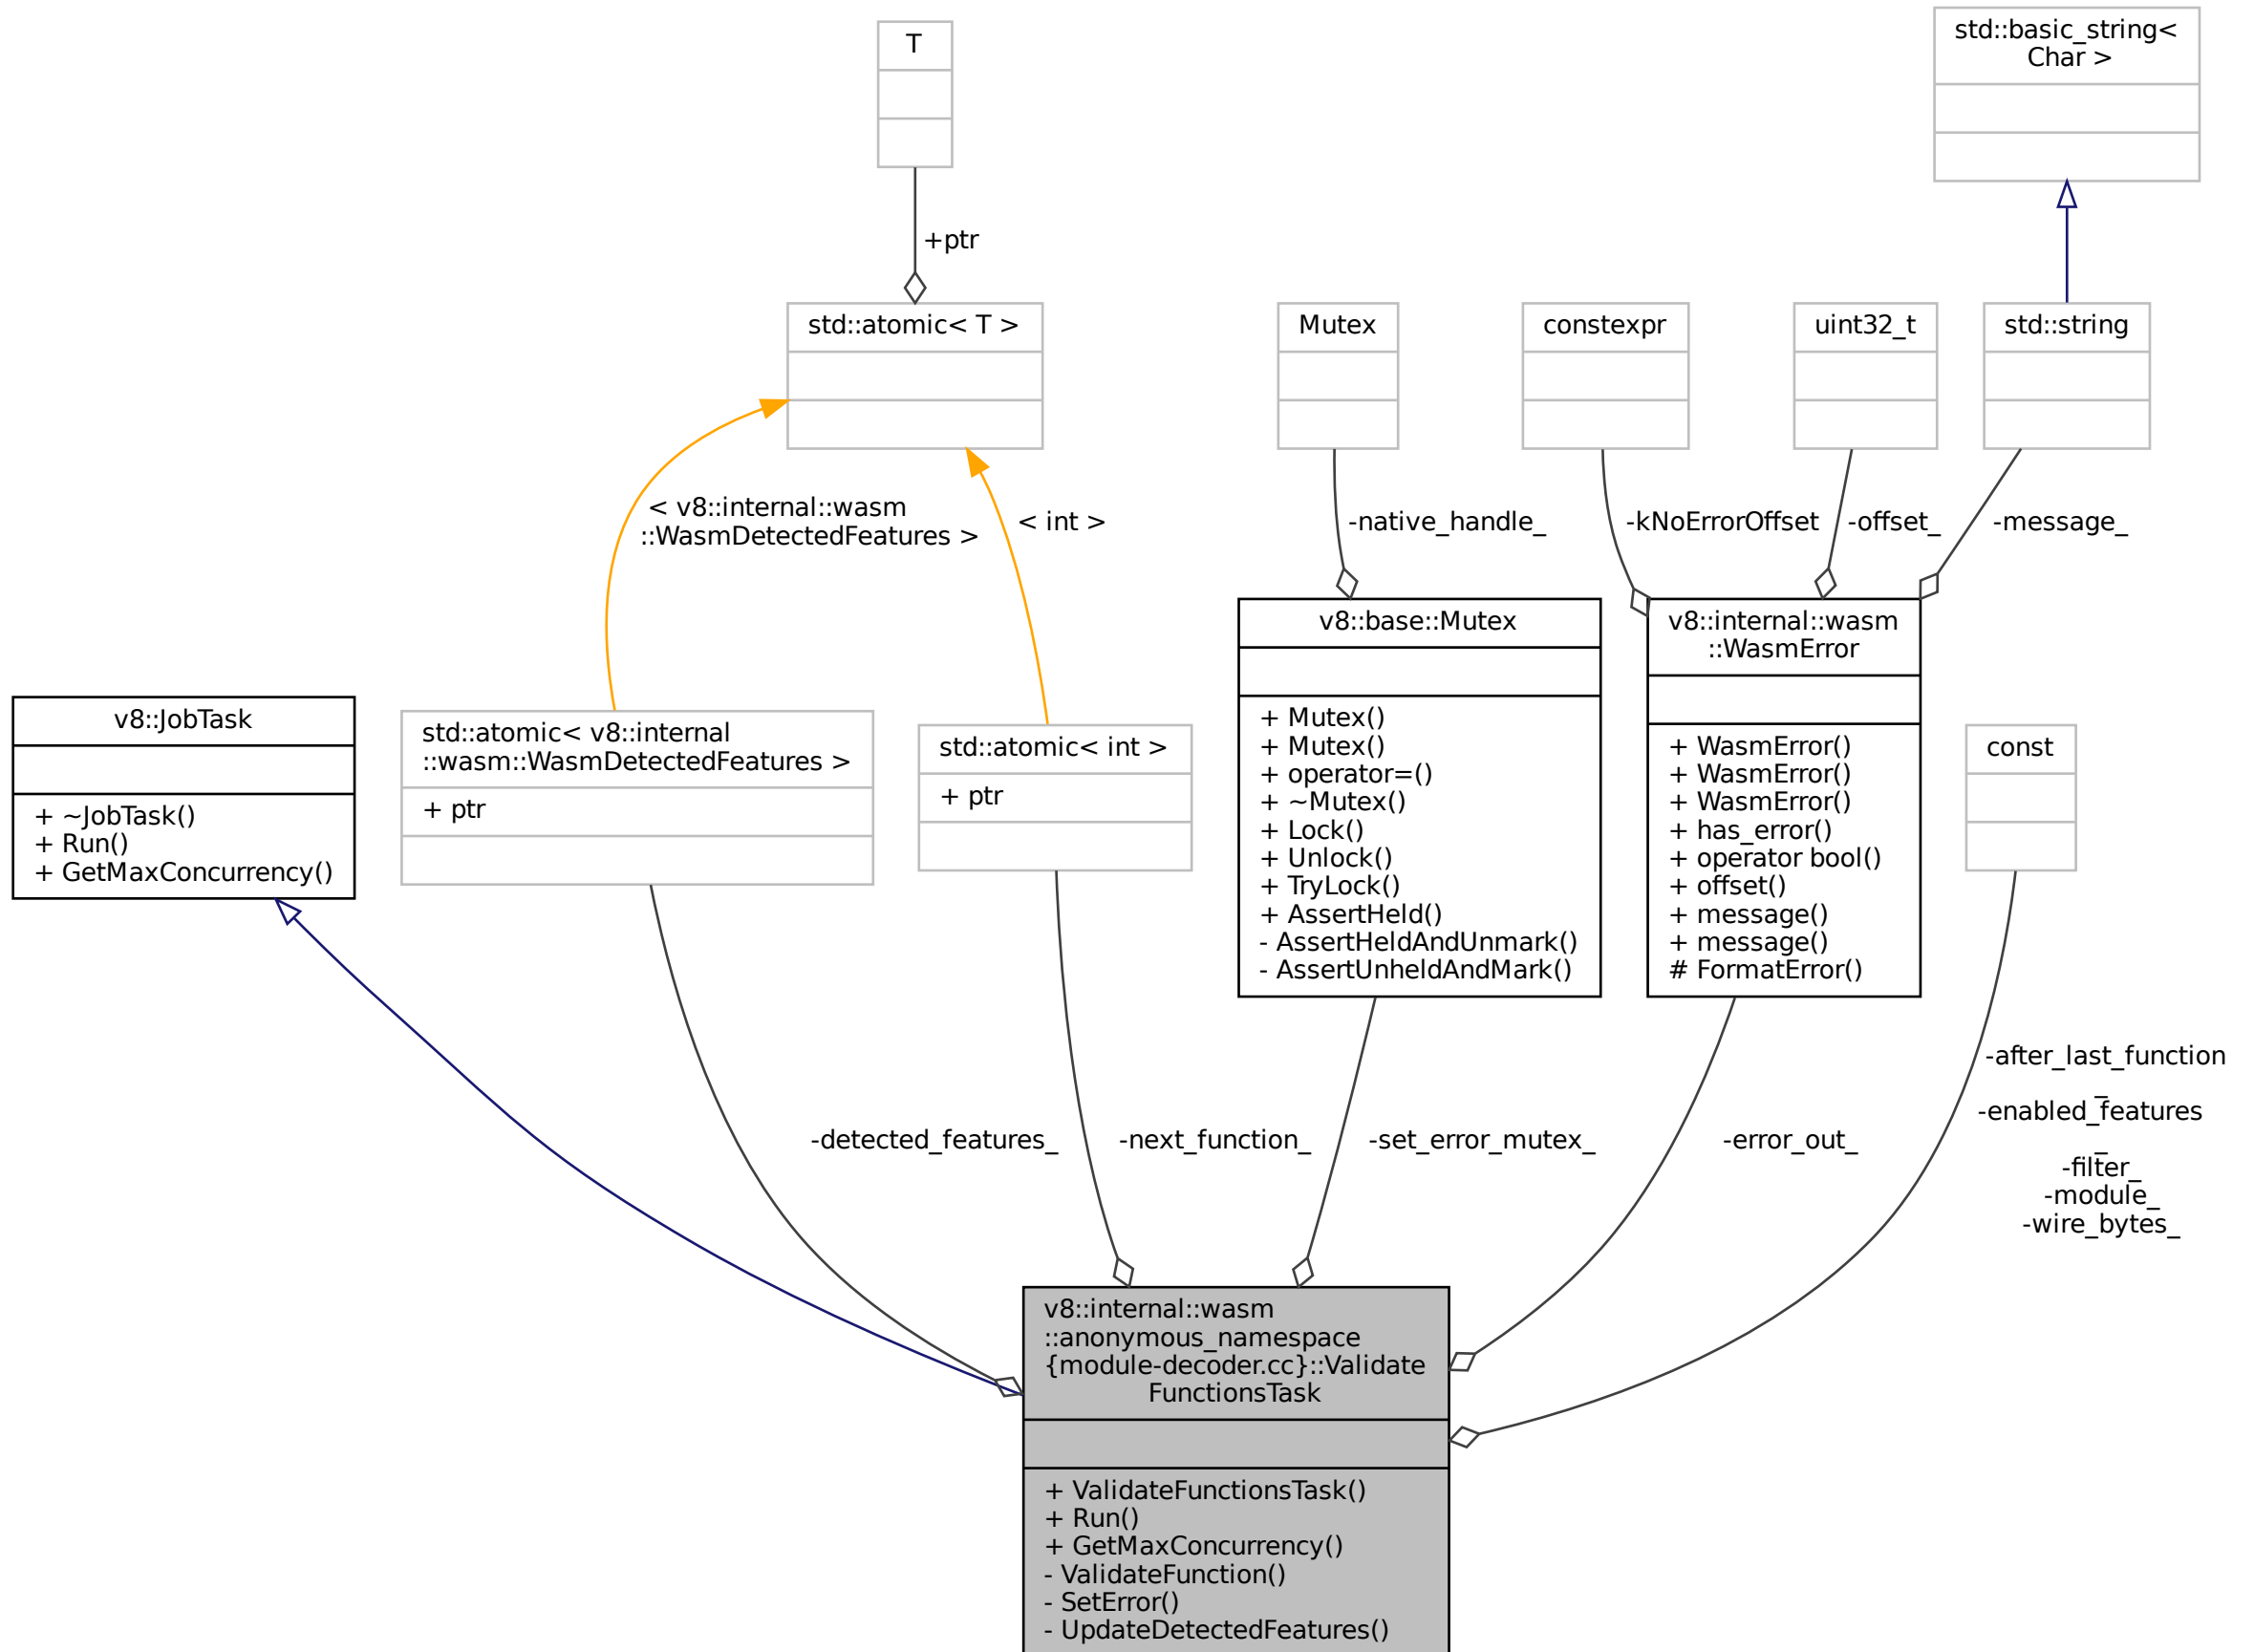 T
std::basic_string<
Char >
+ptr
std::atomic< T >
Mutex
constexpr
uint32_t
std::string
< v8::internal::wasm
::WasmDetectedFeatures >
< int >
-native_handle_
-kNoErrorOffset
-offset_
-message_
v8::JobTask
+ ~JobTask()
+ Run()
+ GetMaxConcurrency()
std::atomic< v8::internal
::wasm::WasmDetectedFeatures >
+ ptr
std::atomic< int >
+ ptr
v8::base::Mutex
+ Mutex()
+ Mutex()
+ operator=()
+ ~Mutex()
+ Lock()
+ Unlock()
+ TryLock()
+ AssertHeld()
- AssertHeldAndUnmark()
- AssertUnheldAndMark()
v8::internal::wasm
::WasmError
+ WasmError()
+ WasmError()
+ WasmError()
+ has_error()
+ operator bool()
+ offset()
+ message()
+ message()
# FormatError()
const
-detected_features_
-next_function_
-set_error_mutex_
-error_out_
-after_last_function
_
-enabled_features
_
-filter_
-module_
-wire_bytes_
v8::internal::wasm
::anonymous_namespace
{module-decoder.cc}::Validate
FunctionsTask
+ ValidateFunctionsTask()
+ Run()
+ GetMaxConcurrency()
- ValidateFunction()
- SetError()
- UpdateDetectedFeatures()